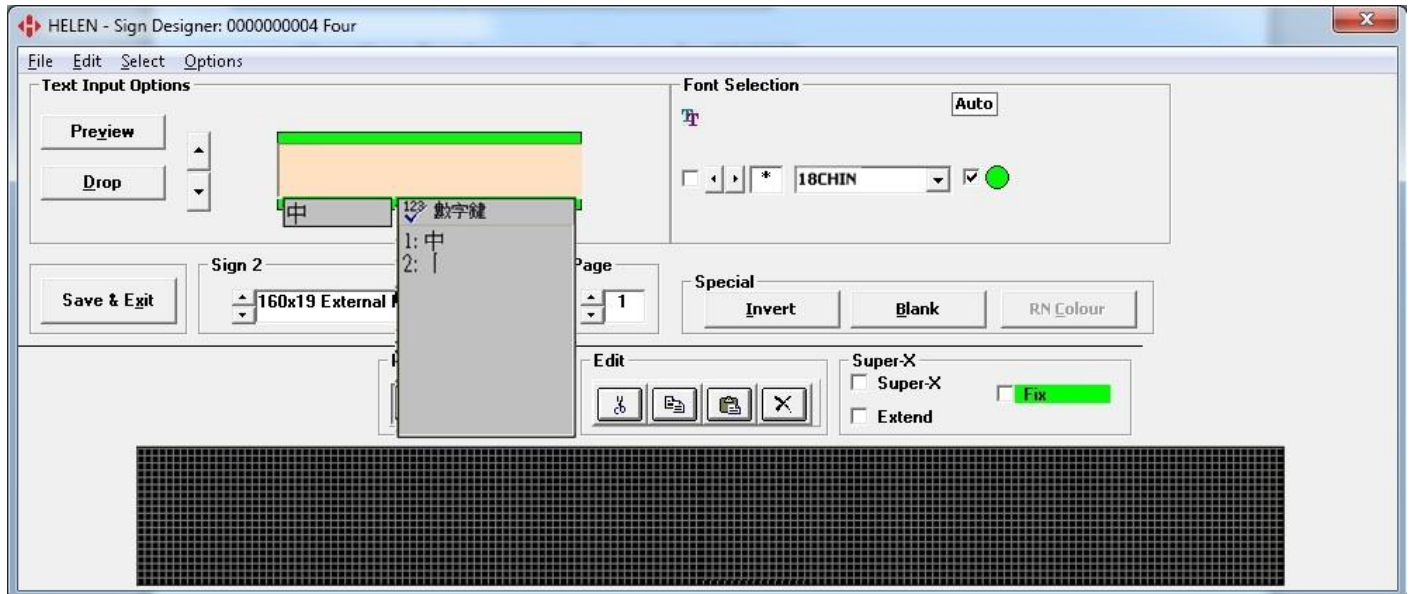 HELEN - Sign Designer: 0000000004 Four
File Edit Select Options
Text Input Options
Font Selection
Auto
Preview
Drop
* 18CHIN
中
123 數字鍵
1: 中
2: ｢
Sign 2
Page
Special
Save & Exit
160x19 External
1
Invert
Blank
RN Colour
Edit
Super-X
Super-X
Fix
Extend